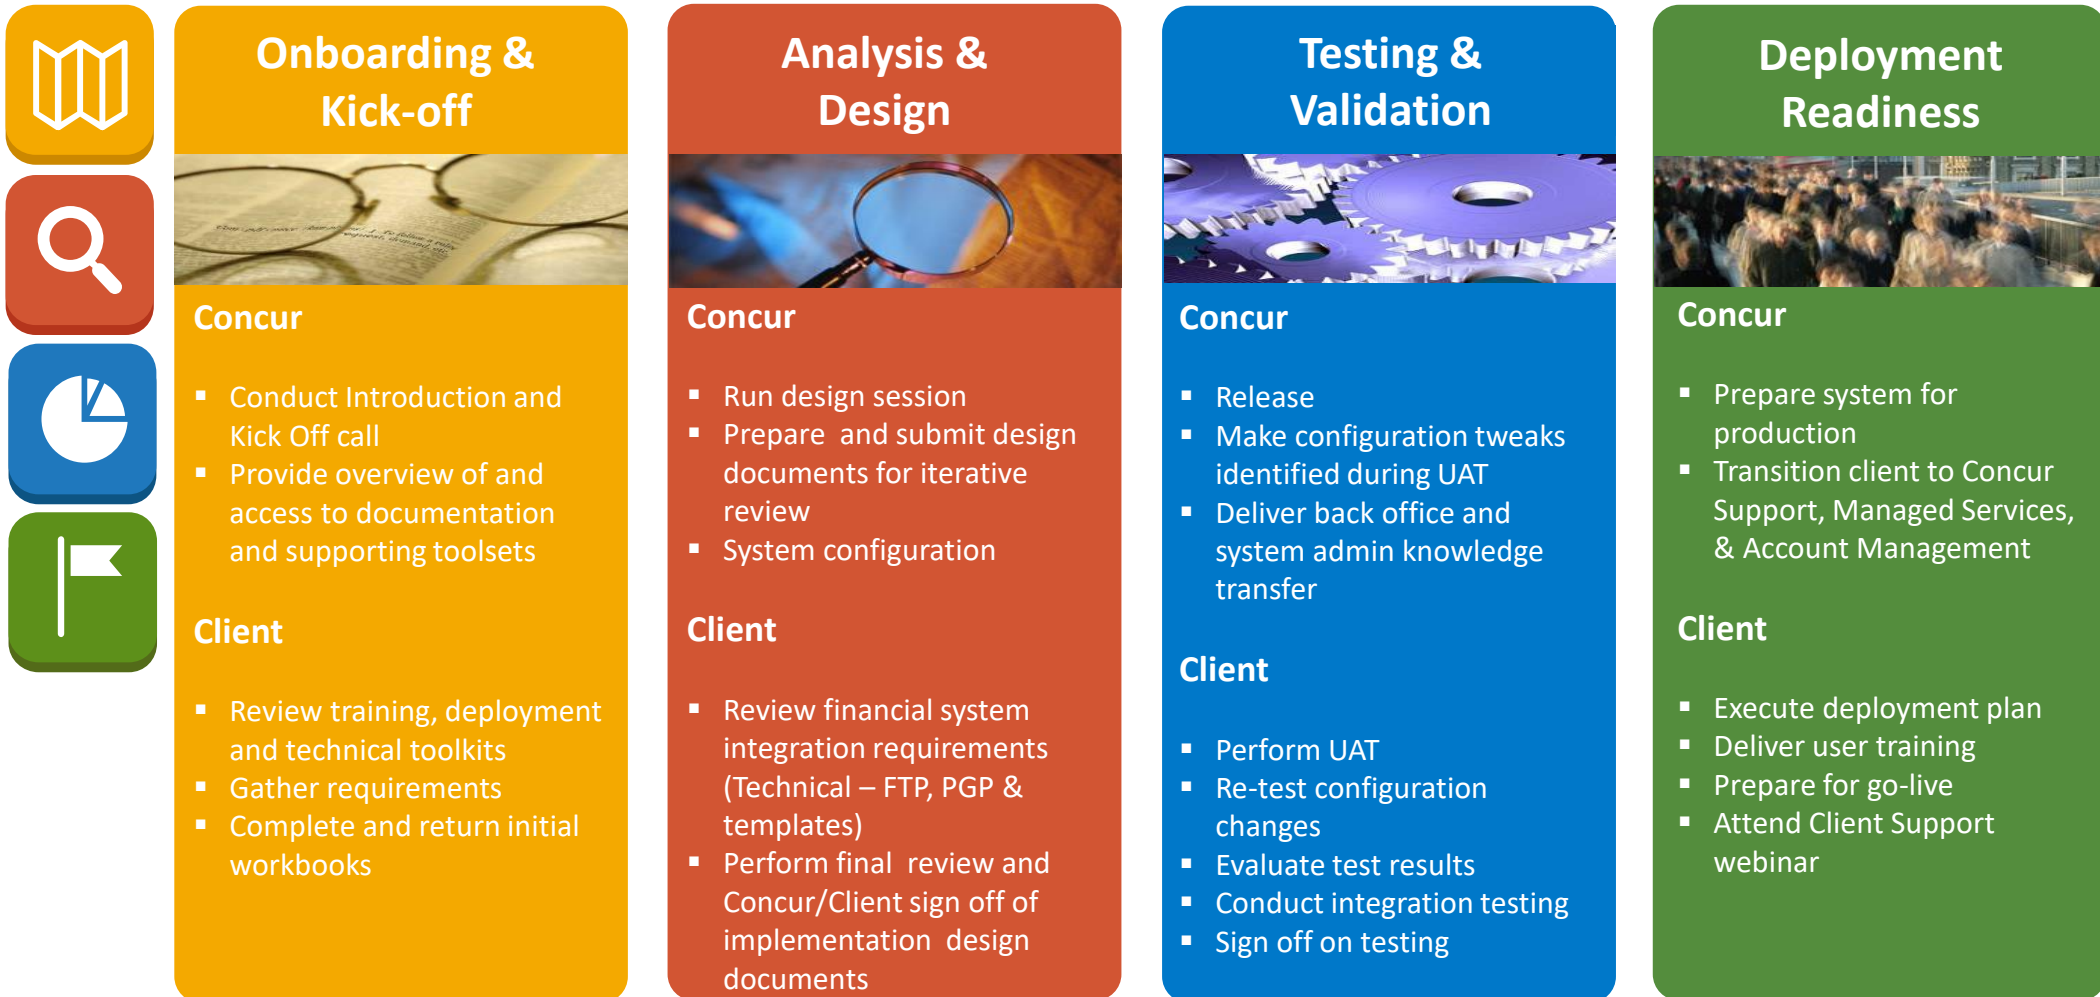 Onboarding &
Kick-off
Concur
▪ Conduct Introduction and
Kick Off call
▪ Provide overview of and
access to documentation
and supporting toolsets
Client
▪ Review training, deployment
and technical toolkits
▪ Gather requirements
▪ Complete and return initial
workbooks
Analysis &
Design
Concur
▪ Run design session
▪ Prepare  and submit design
documents for iterative
review
▪ System configuration
Client
▪ Review financial system
integration requirements
(Technical – FTP, PGP &
templates)
▪ Perform final  review and
Concur/Client sign off of
implementation  design
documents
Testing &
Validation
Concur
▪ Release
▪ Make configuration tweaks
identified during UAT
▪ Deliver back office and
system admin knowledge
transfer
Client
▪ Perform UAT
▪ Re-test configuration
changes
▪ Evaluate test results
▪ Conduct integration testing
▪ Sign off on testing
Deployment
Readiness
Concur
▪ Prepare system for
production
▪ Transition client to Concur
Support, Managed Services,
& Account Management
Client
▪ Execute deployment plan
▪ Deliver user training
▪ Prepare for go-live
▪ Attend Client Support
webinar